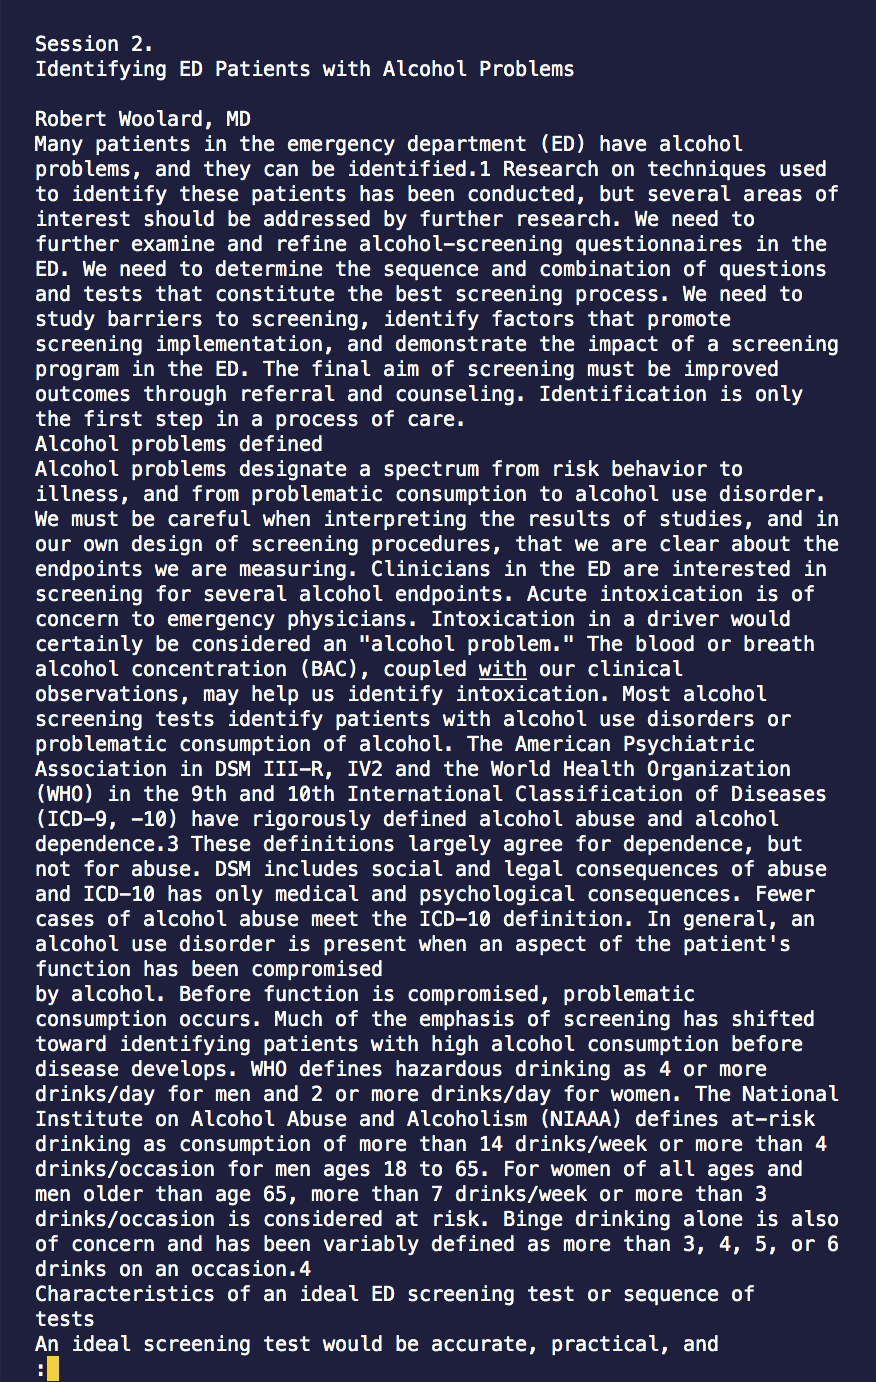 Session 2.
Identifying ED Patients with Alcohol Problems
Robert Woolard, MD
Many patients in the emergency department (ED) have alcohol
problems, and they can be identified.1 Research on techniques used
to identify these patients has been conducted, but several areas of
interest should be addressed by further research. We need to
further examine and refine alcohol-screening questionnaires in the
ED. We need to determine the sequence and combination of questions
and tests that constitute the best screening process. We need to
study barriers to screening, identify factors that promote
screening implementation, and demonstrate the impact of a screening
program in the ED. The final aim of screening must be improved
outcomes through referral and counseling. Identification is only
the first step in a process of care.
Alcohol problems defined
Alcohol problems designate a spectrum from risk behavior to
illness, and from problematic consumption to alcohol use disorder.
We must be careful when interpreting the results of studies, and in
our own design of screening procedures, that we are clear about the
endpoints we are measuring. Clinicians in the ED are interested in
screening for several alcohol endpoints. Acute intoxication is of
concern to emergency physicians. Intoxication in a driver would
certainly be considered an "alcohol problem." The blood or breath
alcohol concentration (BAC), coupled with our clinical
observations, may help us identify intoxication. Most alcohol
screening tests identify patients with alcohol use disorders or
problematic consumption of alcohol. The American Psychiatric
Association in DSM III-R, IV2 and the World Health Organization
(WHO) in the 9th and 10th International Classification of Diseases
(ICD-9, -10) have rigorously defined alcohol abuse and alcohol
dependence.3 These definitions largely agree for dependence, but
not for abuse. DSM includes social and legal consequences of abuse
and ICD-10 has only medical and psychological consequences. Fewer
cases of alcohol abuse meet the ICD-10 definition. In general, an
alcohol use disorder is present when an aspect of the patient's
function has been compromised
by alcohol. Before function is compromised, problematic
consumption occurs. Much of the emphasis of screening has shifted
toward identifying patients with high alcohol consumption before
disease develops. WHO defines hazardous drinking as 4 or more
drinks/day for men and 2 or more drinks/day for women. The National
Institute on Alcohol Abuse and Alcoholism (NIAAA) defines at-risk
drinking as consumption of more than 14 drinks/week or more than 4
drinks/occasion for men ages 18 to 65. For women of all ages and
men older than age 65, more than 7 drinks/week or more than 3
drinks/occasion is considered at risk. Binge drinking alone is also
of concern and has been variably defined as more than 3, 4, 5, or 6
drinks on an occasion.4
Characteristics of an ideal ED screening test or sequence of
tests
An ideal screening test would be accurate, practical, and
: